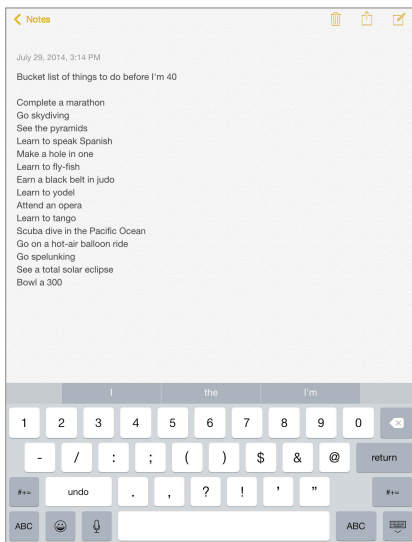 Notes
July 29, 2014, 3:14 PM
Bucket list of things to do before I'm 40
Complete a marathon
Go skydiving
See the pyramids
Learn to speak Spanish
Make a hole in one
Learn to fly-fish
Earn a black belt in judo
Learn to yodel
Attend an opera
Learn to tango
Scuba dive in the Pacific Ocean
Go on a hot-air balloon ride
Go spelunking
See a total solar eclipse
Bowl a 300
I the I'm
1 2 3 4 5 6 7 8 9 0
- / : ; ( ) $ & @ return
#+= undo . , ? ! ' " #+=
ABC ABC